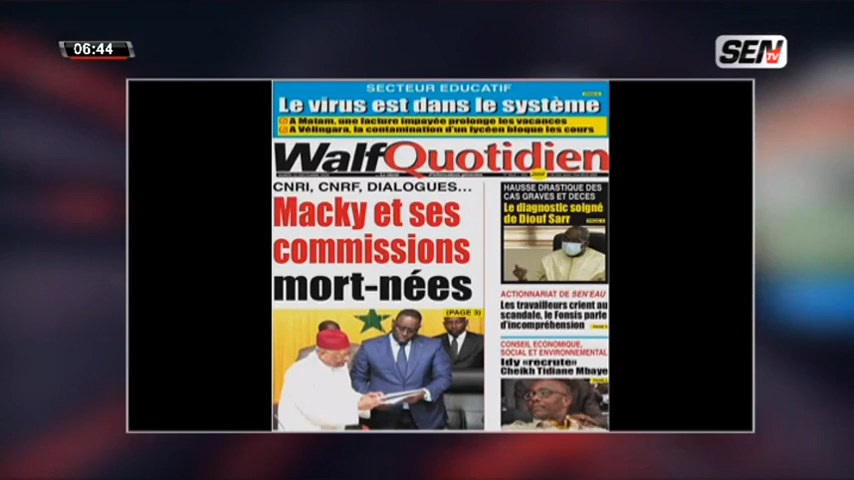 06:44
SEN
TV
SECTEUR EDUCATIF
Le virus est dans le système
A Matam, une facture impayée prolonge les vacances
A Vélingara, la contamination d'un lycéen bloque les cours
WalfQuotidien
CNRI, CNRF, DIALOGUES...
Macky et ses
commissions
mort-nées
(PAGE 3)
HAUSSE DRASTIQUE DES
CAS GRAVES ET DECES
Le diagnostic soigné
de Diouf Sarr
ACTIONNARIAT DE SEN'EAU
Les travailleurs crient au
scandale, le Fonsis parle
d'incompréhension
CONSEIL ECONOMIQUE,
SOCIAL ET ENVIRONNEMENTAL
Idy «recrute»
Cheikh Tidiane Mbaye